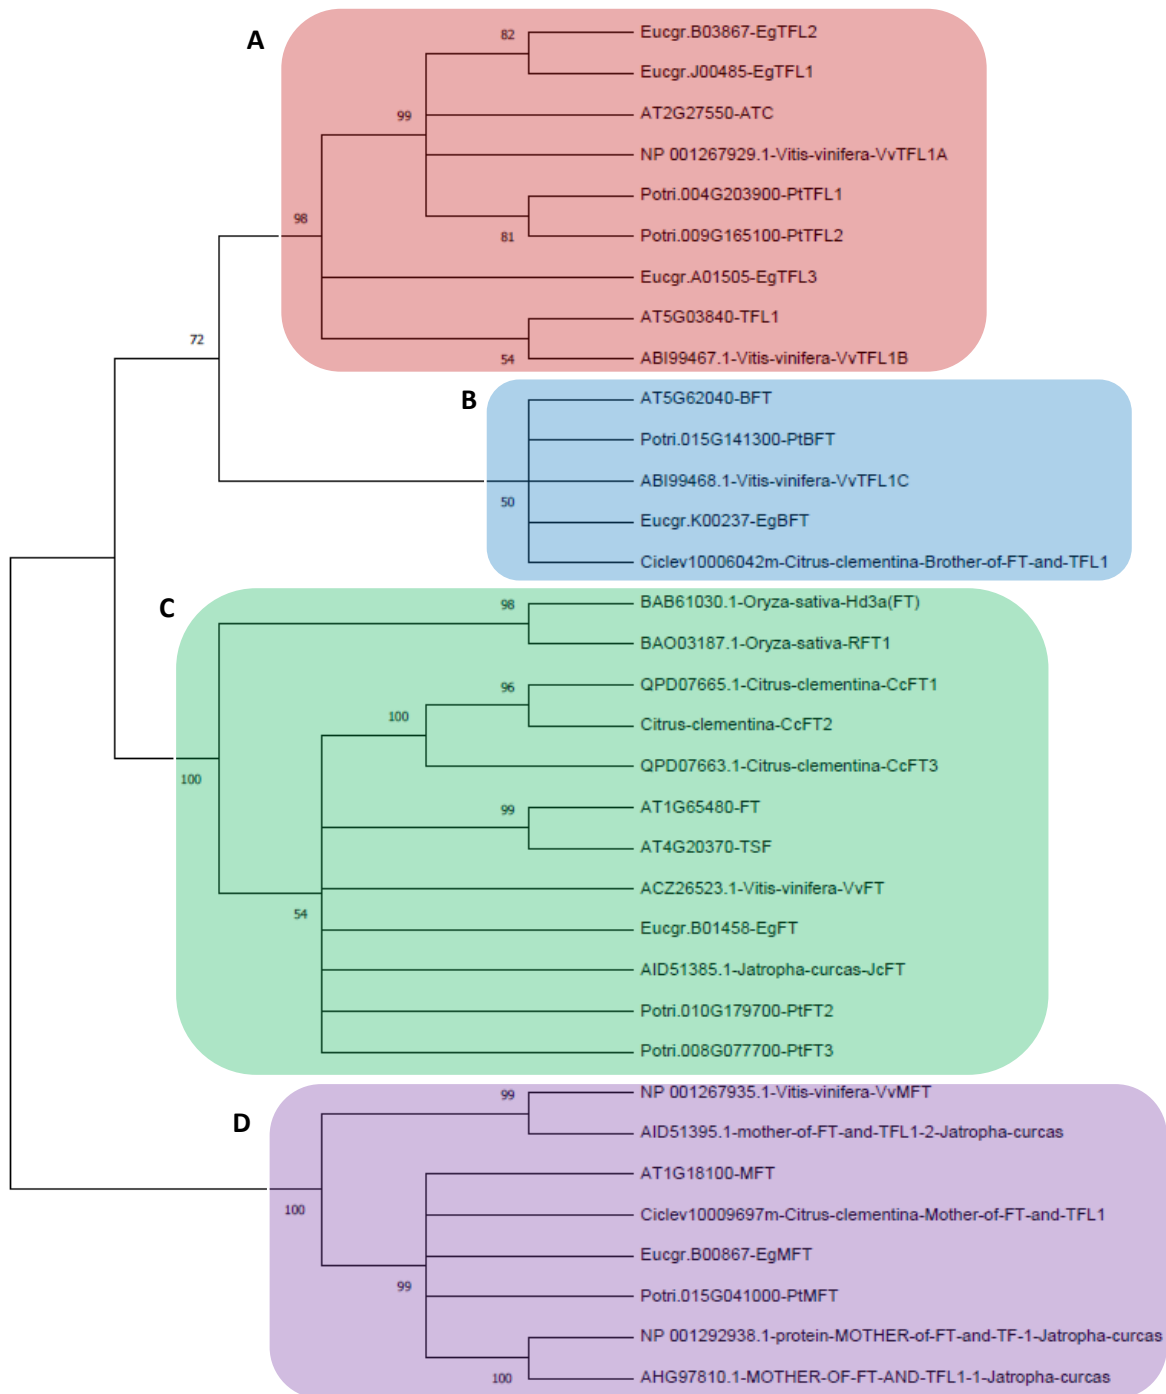 A
82
Eucgr.B03867-EgTFL2
Eucgr.J00485-EgTFL1
99
AT2G27550-ATC
NP 001267929.1-Vitis-vinifera-VvTFL1A
Potri.004G203900-PtTFL1
98
81
Potri.009G165100-PtTFL2
Eucgr.A01505-EgTFL3
AT5G03840-TFL1
72
54
ABI99467.1-Vitis-vinifera-VvTFL1B
B
AT5G62040-BFT
Potri.015G141300-PtBFT
ABI99468.1-Vitis-vinifera-VvTFL1C
50
Eucgr.K00237-EgBFT
Ciclev10006042m-Citrus-clementina-Brother-of-FT-and-TFL1
C
98
BAB61030.1-Oryza-sativa-Hd3a(FT)
BAO03187.1-Oryza-sativa-RFT1
96
QPD07665.1-Citrus-clementina-CcFT1
100
Citrus-clementina-CcFT2
QPD07663.1-Citrus-clementina-CcFT3
100
99
AT1G65480-FT
AT4G20370-TSF
ACZ26523.1-Vitis-vinifera-VvFT
54
Eucgr.B01458-EgFT
AID51385.1-Jatropha-curcas-JcFT
Potri.010G179700-PtFT2
Potri.008G077700-PtFT3
D
99
NP 001267935.1-Vitis-vinifera-VvMFT
AID51395.1-mother-of-FT-and-TFL1-2-Jatropha-curcas
AT1G18100-MFT
100
Ciclev10009697m-Citrus-clementina-Mother-of-FT-and-TFL1
Eucgr.B00867-EgMFT
99
Potri.015G041000-PtMFT
NP 001292938.1-protein-MOTHER-of-FT-and-TF-1-Jatropha-curcas
100
AHG97810.1-MOTHER-OF-FT-AND-TFL1-1-Jatropha-curcas